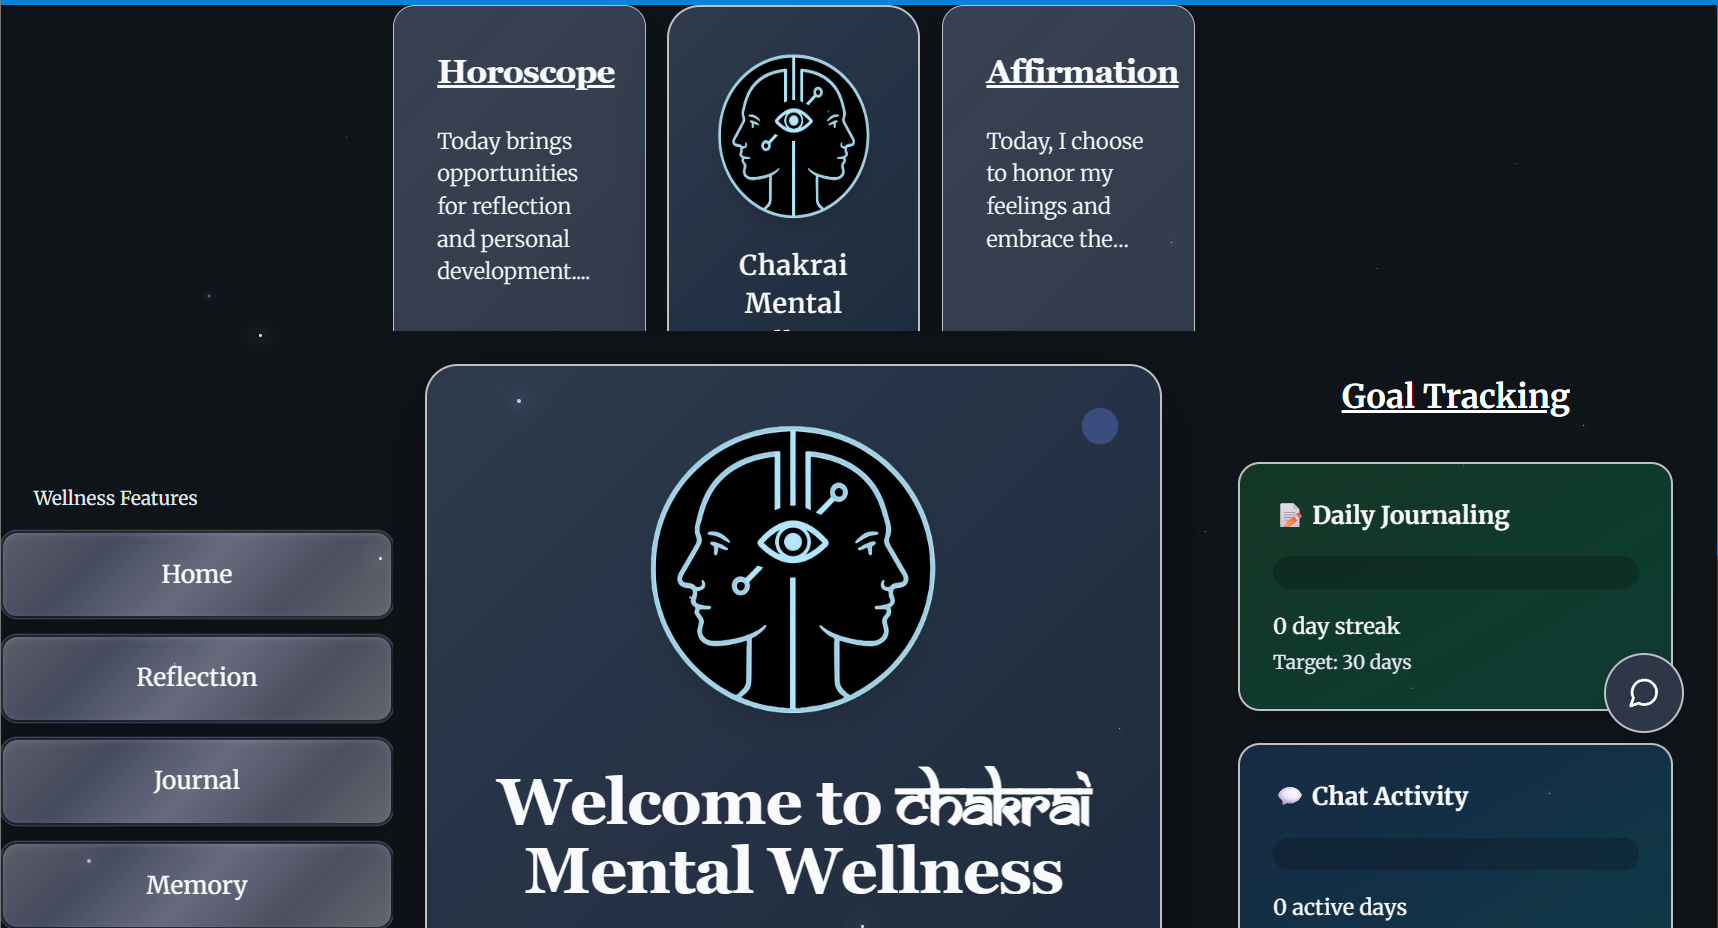 Horoscope
Today brings
opportunities
for reflection
and personal
development....
Chakrai
Mental
Affirmation
Today, I choose
to honor my
feelings and
embrace the...
Wellness Features
Home
Reflection
Journal
Memory
Welcome to chakrai
Mental Wellness
Goal Tracking
📝 Daily Journaling
0 day streak
Target: 30 days
💬 Chat Activity
0 active days